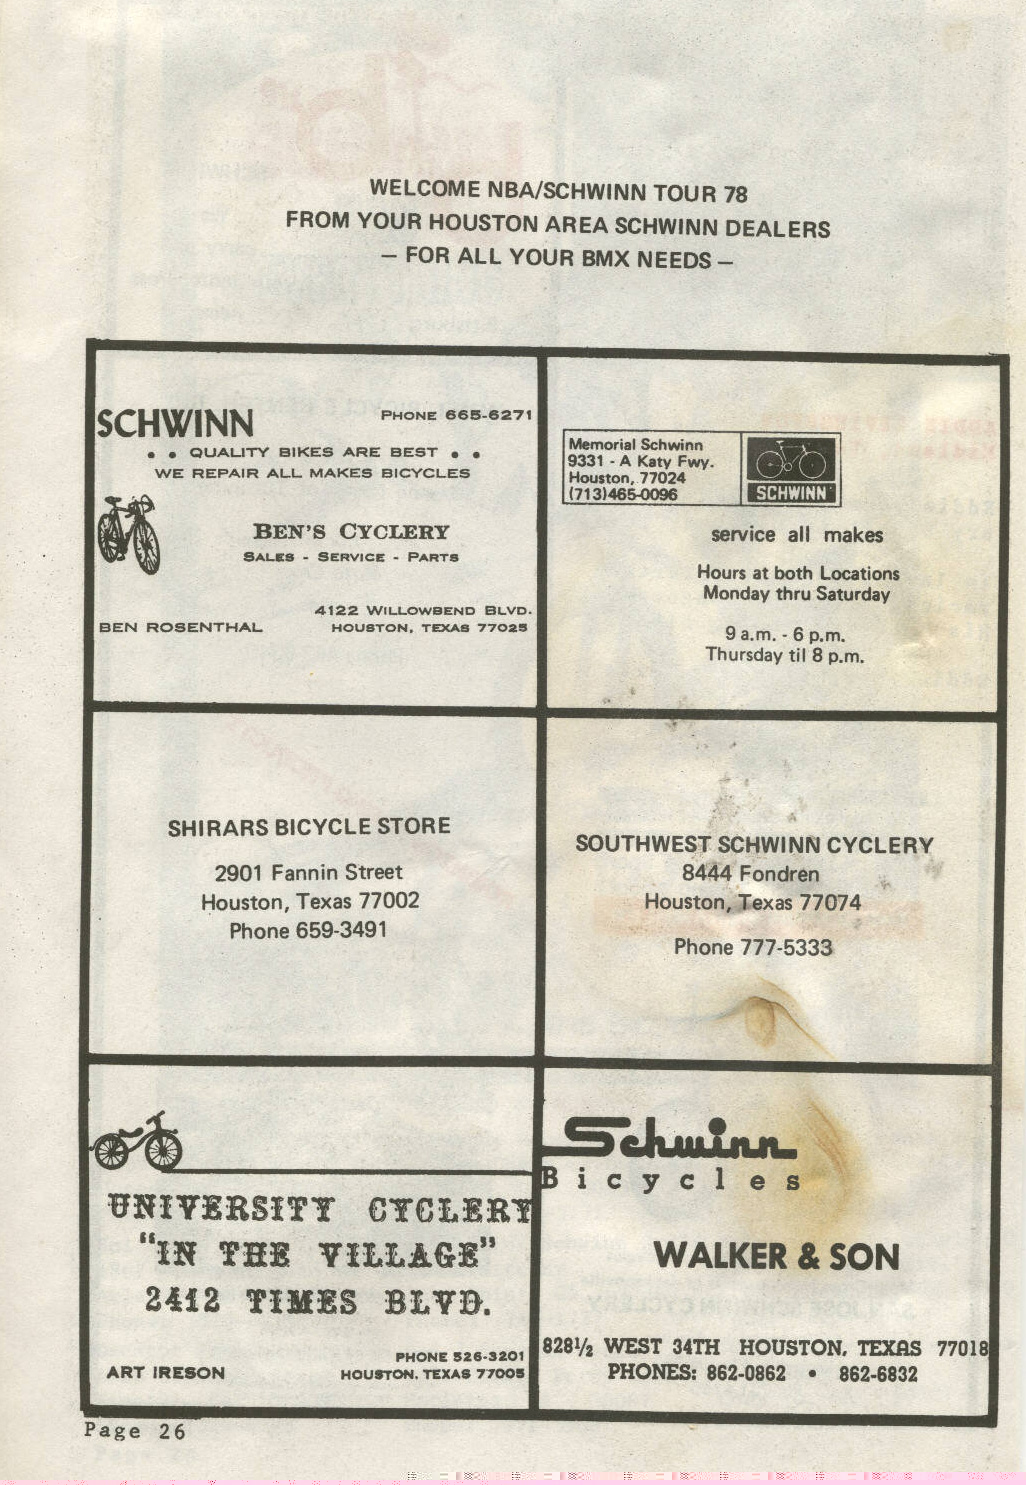 WELCOME NBA/SCHWINN TOUR 78
FROM YOUR HOUSTON AREA SCHWINN DEALERS
— FOR ALL YOUR BMX NEEDS —
SCHWINN
PHONE 665-6271
• • QUALITY BIKES ARE BEST • •
WE REPAIR ALL MAKES BICYCLES
BEN'S CYCLERY
SALES - SERVICE - PARTS
4122 WILLOWBEND BLVD.
BEN ROSENTHAL
HOUSTON, TEXAS 77025
Memorial Schwinn
9331 - A Katy Fwy.
Houston, 77024
(713)465-0096
SCHWINN
service all makes
Hours at both Locations
Monday thru Saturday
9 a.m. - 6 p.m.
Thursday til 8 p.m.
SHIRARS BICYCLE STORE
2901 Fannin Street
Houston, Texas 77002
Phone 659-3491
SOUTHWEST SCHWINN CYCLERY
8444 Fondren
Houston, Texas 77074
Phone 777-5333
UNIVERSITY CYCLERY
"IN THE VILLAGE"
2412 TIMES BLVD.
PHONE 526-3201
ART IRESON
HOUSTON, TEXAS 77005
Schwinn
Bicycles
WALKER & SON
828½ WEST 34TH HOUSTON, TEXAS 77018
PHONES: 862-0862 • 862-6832
Page 26